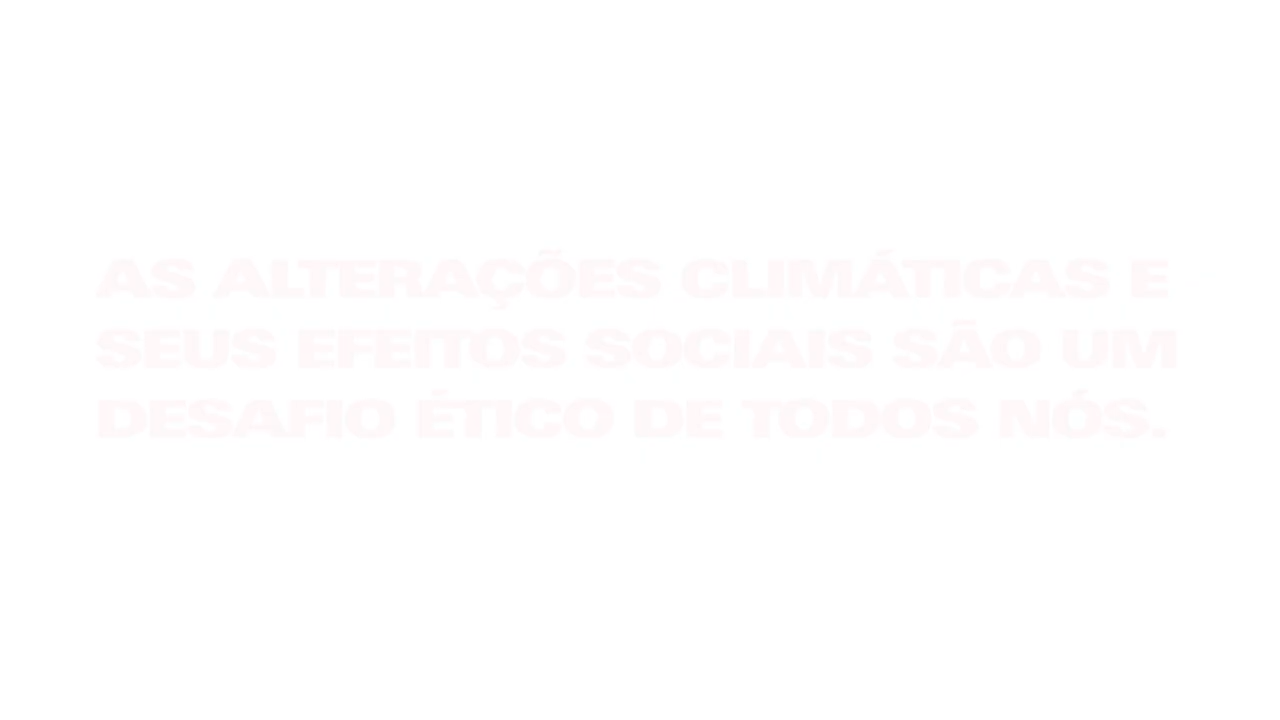 AS ALTERAÇÕES CLIMÁTICAS E
SEUS EFEITOS SOCIAIS SÃO UM
DESAFIO ÉTICO DE TODOS NÓS.